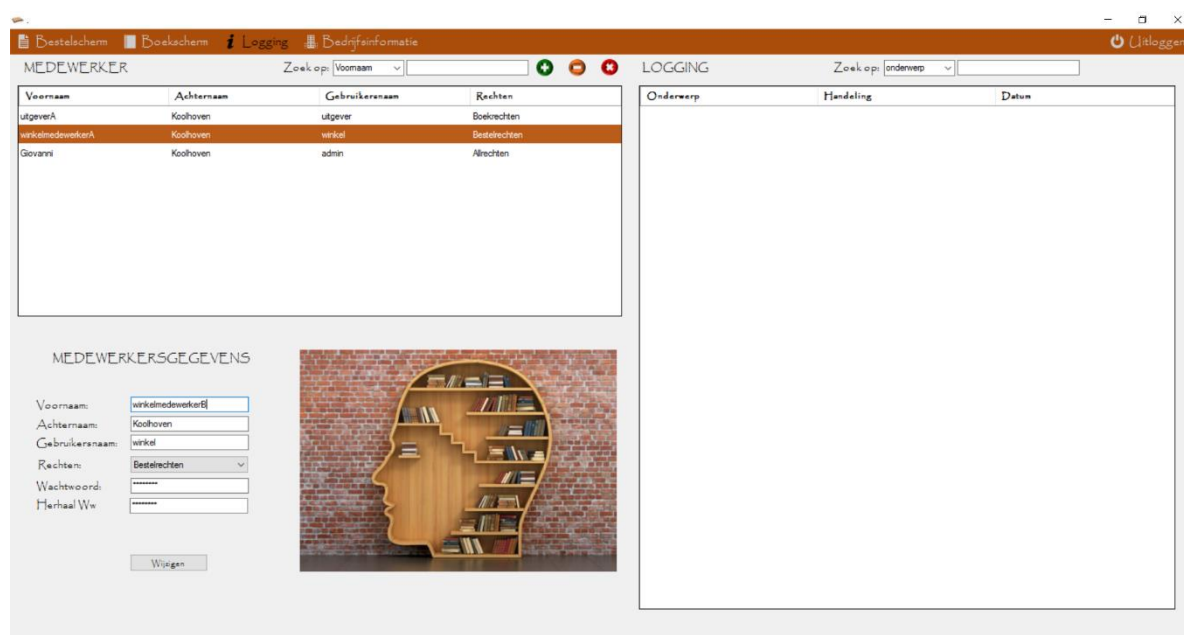 Bestelscherm Boekscherm Logging Bedrijfsinformatie Uitloggen
MEDEWERKER Zoek op: Voornaam
Voornaam Achternaam Gebruikersnaam Rechten
uitgeverA Koolhoven uitgever Boekrechten
winkelmedewerkerA Koolhoven winkel Bestelrechten
Giovanni Koolhoven admin Allrechten
LOGGING Zoek op: onderwerp
Onderwerp Handeling Datum
MEDEWERKERSGEGEVENS
Voornaam: winkelmedewerkerB
Achternaam: Koolhoven
Gebruikersnaam: winkel
Rechten: Bestelrechten
Wachtwoord: ********
Herhaal Ww ********
Wijzigen